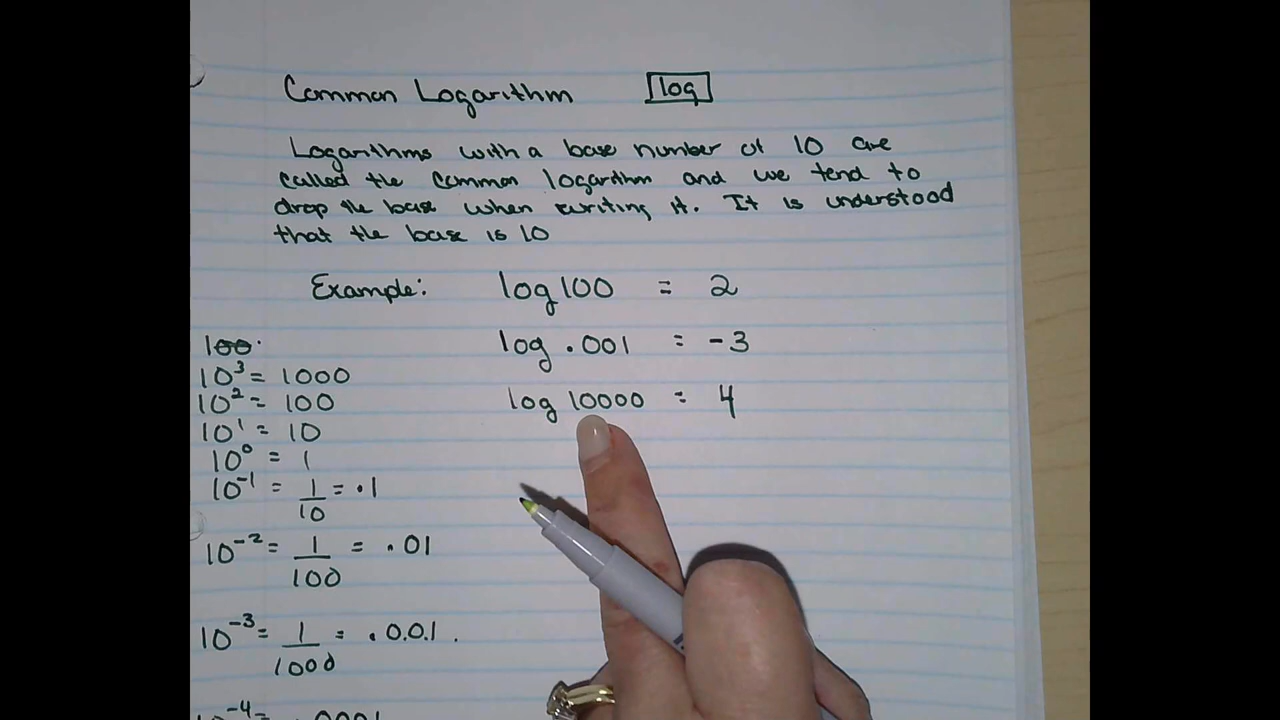 Common Logarithm log
Logarithms with a base number of 10 are
called the common logarithm and we tend to
drop the base when writing it. It is understood
that the base is 10
Example: log 100 = 2
log .001 = -3
log 10000 = 4
10³ = 1000
10² = 100
10¹ = 10
10⁰ = 1
10⁻¹ = 1/10 = .1
10⁻² = 1/100 = .01
10⁻³ = 1/1000 = .0.0.1.